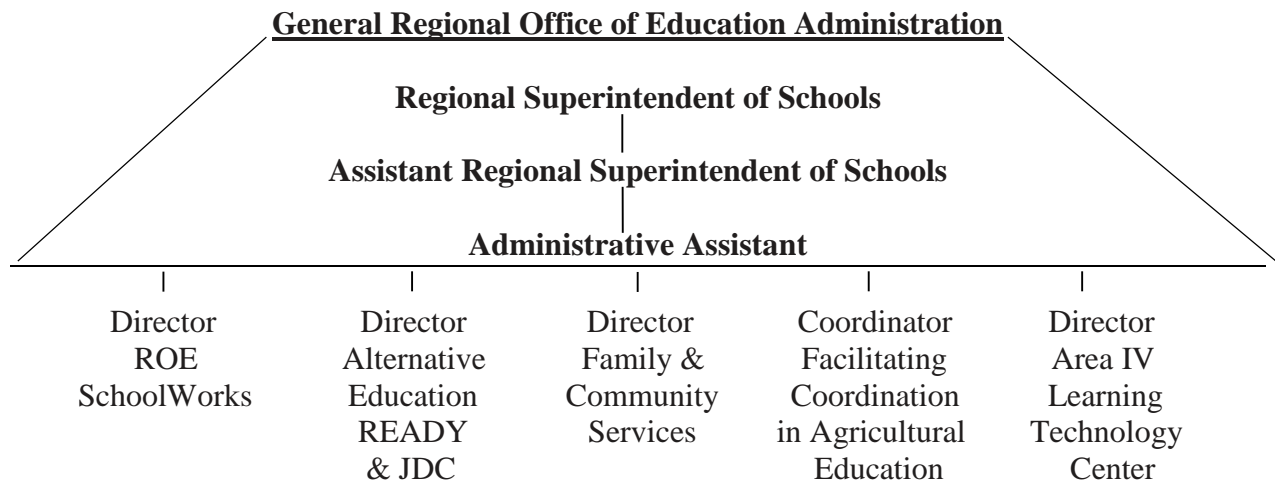 General Regional Office of Education Administration
Regional Superintendent of Schools
Assistant Regional Superintendent of Schools
Administrative Assistant
Director
ROE
SchoolWorks
Director
Alternative
Education
READY
& JDC
Director
Family &
Community
Services
Coordinator
Facilitating
Coordination
in Agricultural
Education
Director
Area IV
Learning
Technology
Center